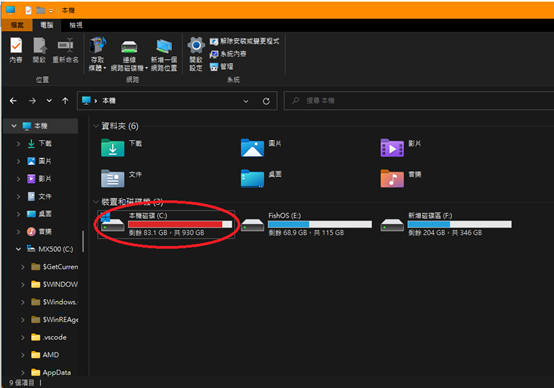 本機
檔案 電腦 檢視
內容 開啟 重新命名 存取媒體 連線網路磁碟機 新增一個網路位置 開啟設定 解除安裝或變更程式
系統內容
管理
位置 網路 系統
本機 搜尋 本機
本機
下載
圖片
影片
文件
桌面
音樂
MX500 (C:)
$GetCurren
$WINDOW
$Windows.
$WinREAge
.vscode
AMD
AppData
資料夾 (6)
下載 圖片 影片
文件 桌面 音樂
裝置和磁碟機 (3)
本機磁碟 (C:) FishOS (E:) 新增磁碟區 (F:)
剩餘 83.1 GB，共 930 GB 剩餘 68.9 GB，共 115 GB 剩餘 204 GB，共 346 GB
9 個項目